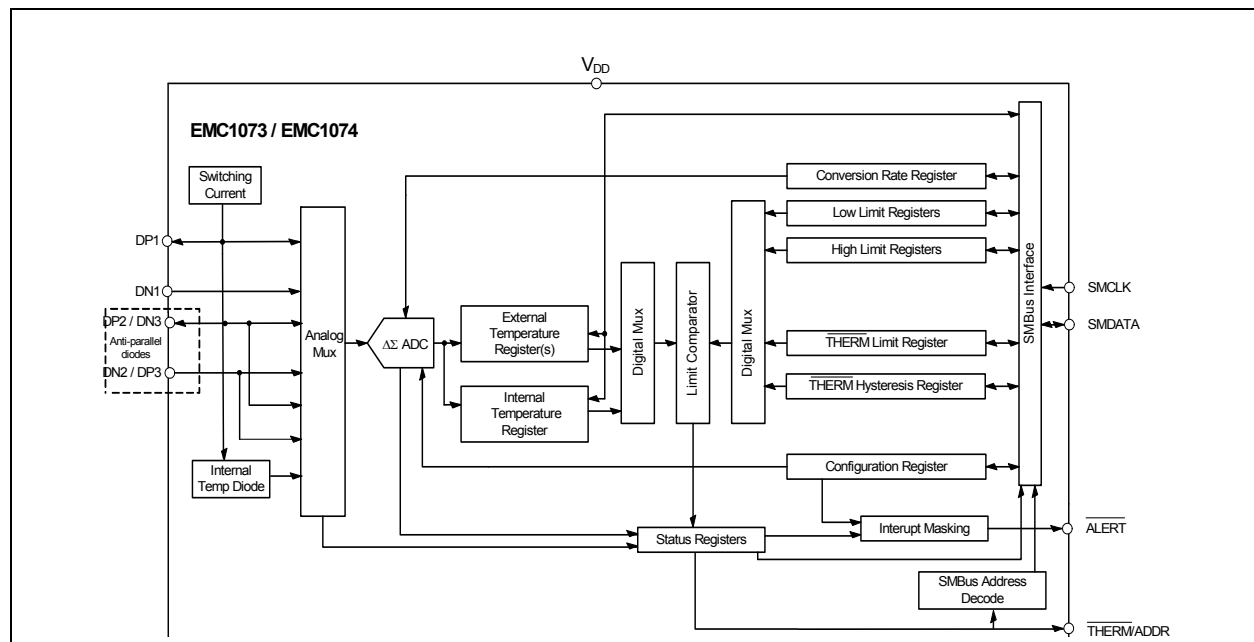 V_DD
EMC1073 / EMC1074
Switching
Current
DP1
DN1
DP2 / DN3
Anti-parallel
diodes
DN2 / DP3
Internal
Temp Diode
Analog
Mux
ΔΣ ADC
External
Temperature
Register(s)
Internal
Temperature
Register
Digital Mux
Limit Comparator
Digital Mux
Conversion Rate Register
Low Limit Registers
High Limit Registers
THERM Limit Register
THERM Hysteresis Register
Configuration Register
Status Registers
Interupt Masking
SMBus Address
Decode
SMBus Interface
SMCLK
SMDATA
ALERT
THERM/ADDR